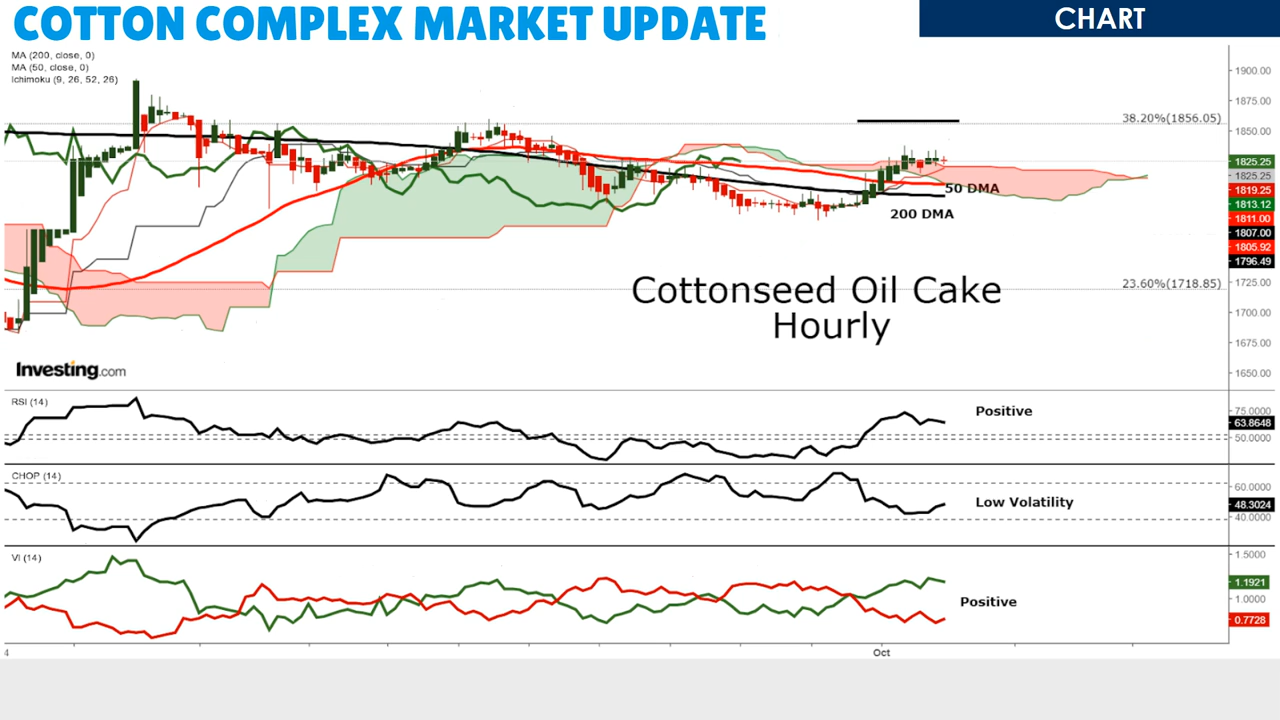 COTTON COMPLEX MARKET UPDATE
CHART
MA (200, close, 0)
MA (50, close, 0)
Ichimoku (9, 26, 52, 26)
1900.00
1875.00
38.20%(1856.05)
1850.00
1825.25
1825.25
1819.25
50 DMA
1813.12
200 DMA
1811.00
1807.00
1805.92
1796.49
Cottonseed Oil Cake
Hourly
23.60%(1718.85)
1725.00
1700.00
1675.00
1650.00
Investing.com
RSI (14)
Positive
75.0000
63.8648
50.0000
CHOP (14)
Low Volatility
60.0000
48.3024
40.0000
VI (14)
Positive
1.5000
1.1921
1.0000
0.7728
4
Oct